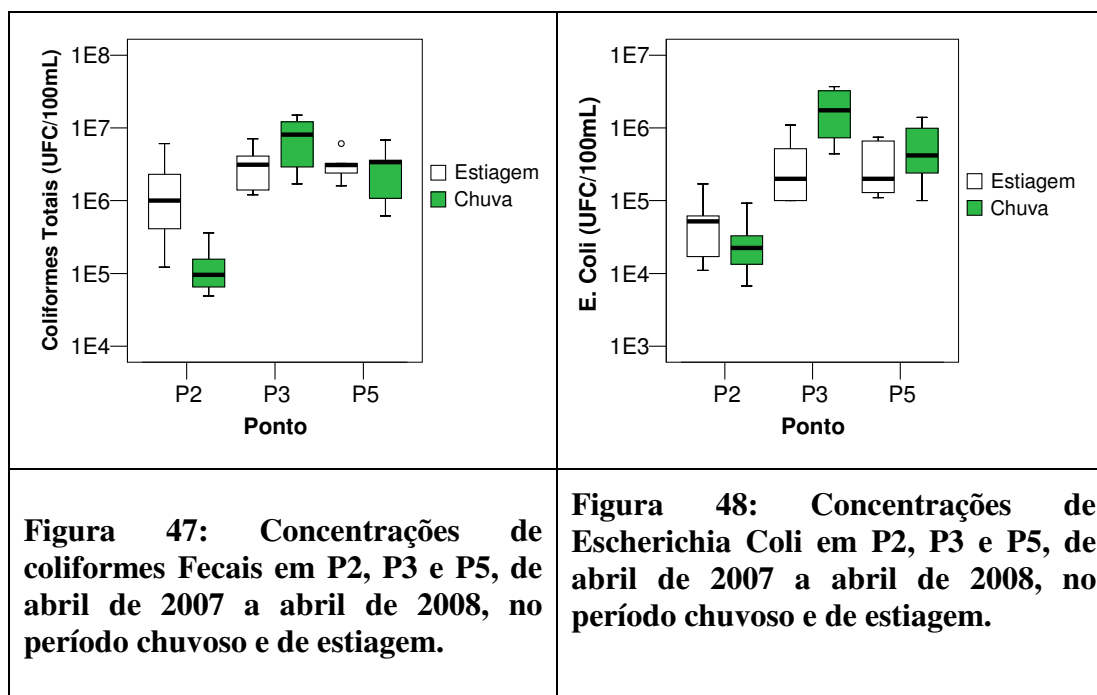 Coliformes Totais (UFC/100mL)
1E8
1E7
1E6
1E5
1E4
P2 P3 P5
Ponto
Estiagem
Chuva
E. Coli (UFC/100mL)
1E7
1E6
1E5
1E4
1E3
P2 P3 P5
Ponto
Estiagem
Chuva
Figura 47: Concentrações de
coliformes Fecais em P2, P3 e P5, de
abril de 2007 a abril de 2008, no
período chuvoso e de estiagem.
Figura 48: Concentrações de
Escherichia Coli em P2, P3 e P5, de
abril de 2007 a abril de 2008, no
período chuvoso e de estiagem.